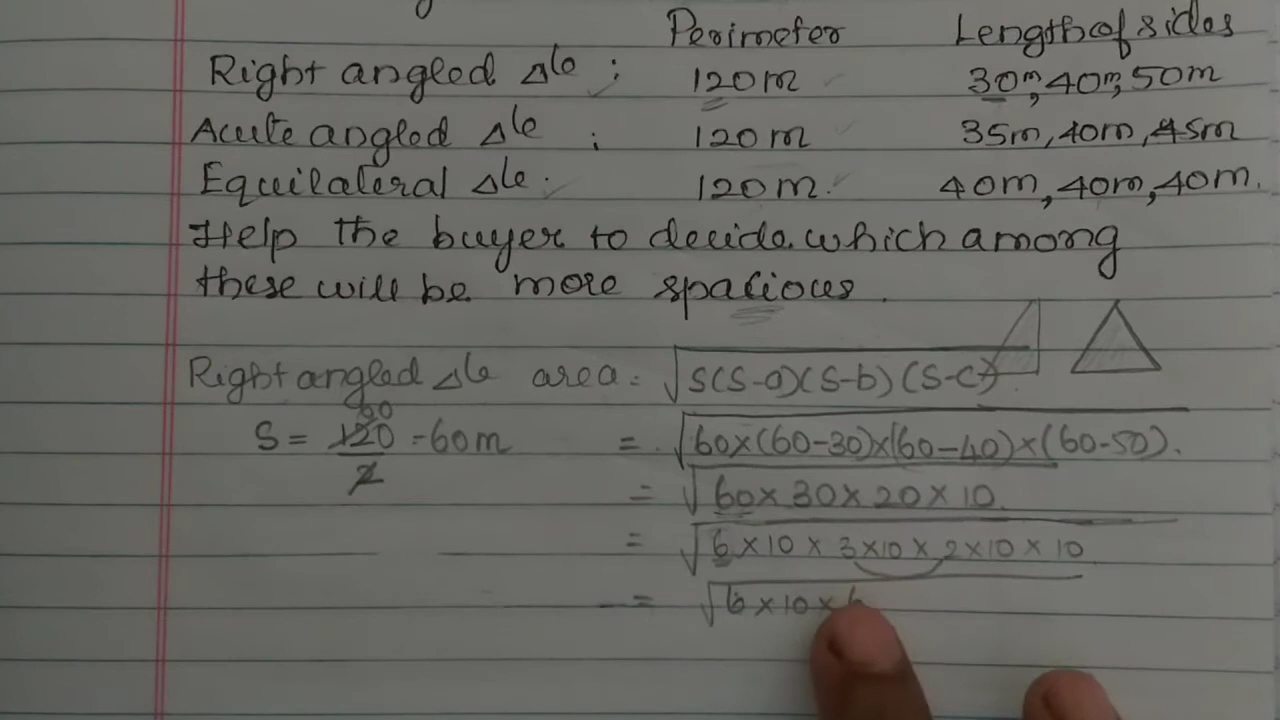 Perimeter Length of sides
Right angled Δle : 120m 30m, 40m, 50m
Acute angled Δle : 120m 35m, 40m, 45m
Equilateral Δle. 120m. 40m, 40m, 40m.
Help the buyer to decide which among
these will be more spacious.
Right angled Δle area = √s(s-a)(s-b)(s-c)
S = 120/2 = 60m 60 = √60×(60-30)×(60-40)×(60-50).
= √60×30×20×10
= √6×10×3×10×2×10×10
= √6×10×6